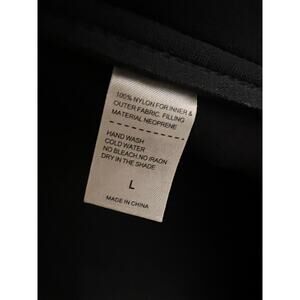 100% NYLON FOR INNER &
OUTER FABRIC. FILLING
MATERIAL NEOPRENE
HAND WASH
COLD WATER
NO BLEACH.NO IRAON
DRY IN THE SHADE
L
MADE IN CHINA